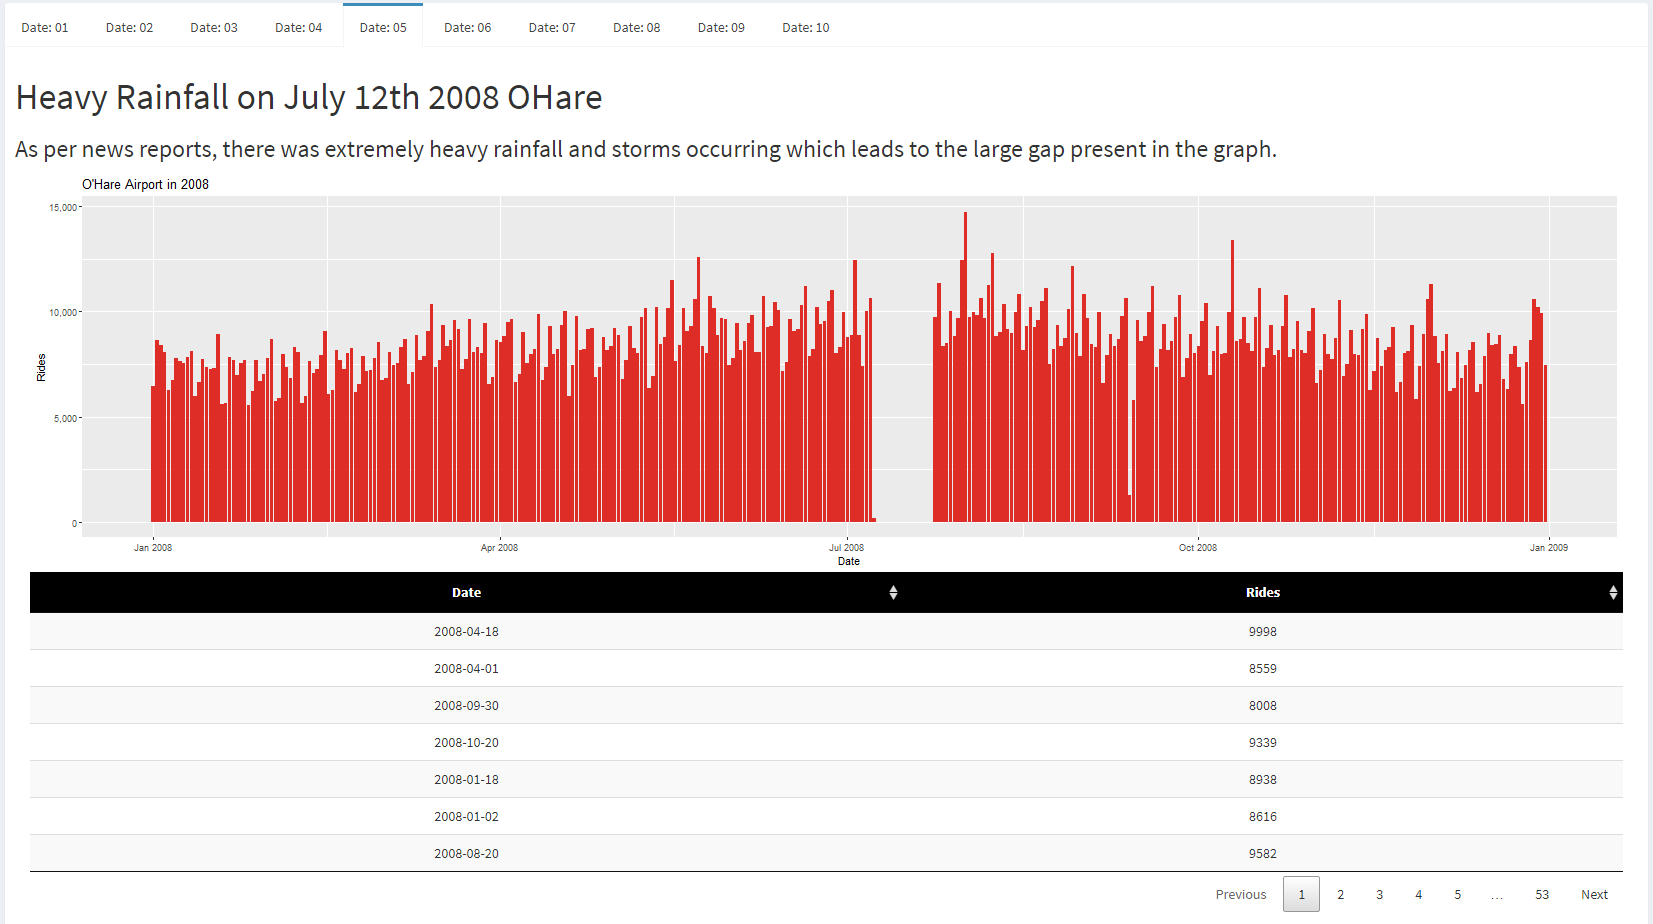 Date: 01 Date: 02 Date: 03 Date: 04 Date: 05 Date: 06 Date: 07 Date: 08 Date: 09 Date: 10
Heavy Rainfall on July 12th 2008 OHare
As per news reports, there was extremely heavy rainfall and storms occurring which leads to the large gap present in the graph.
O'Hare Airport in 2008
15,000
10,000
Rides
5,000
0
Jan 2008 Apr 2008 Jul 2008 Oct 2008 Jan 2009
Date
Date Rides
2008-04-18 9998
2008-04-01 8559
2008-09-30 8008
2008-10-20 9339
2008-01-18 8938
2008-01-02 8616
2008-08-20 9582
Previous 1 2 3 4 5 … 53 Next